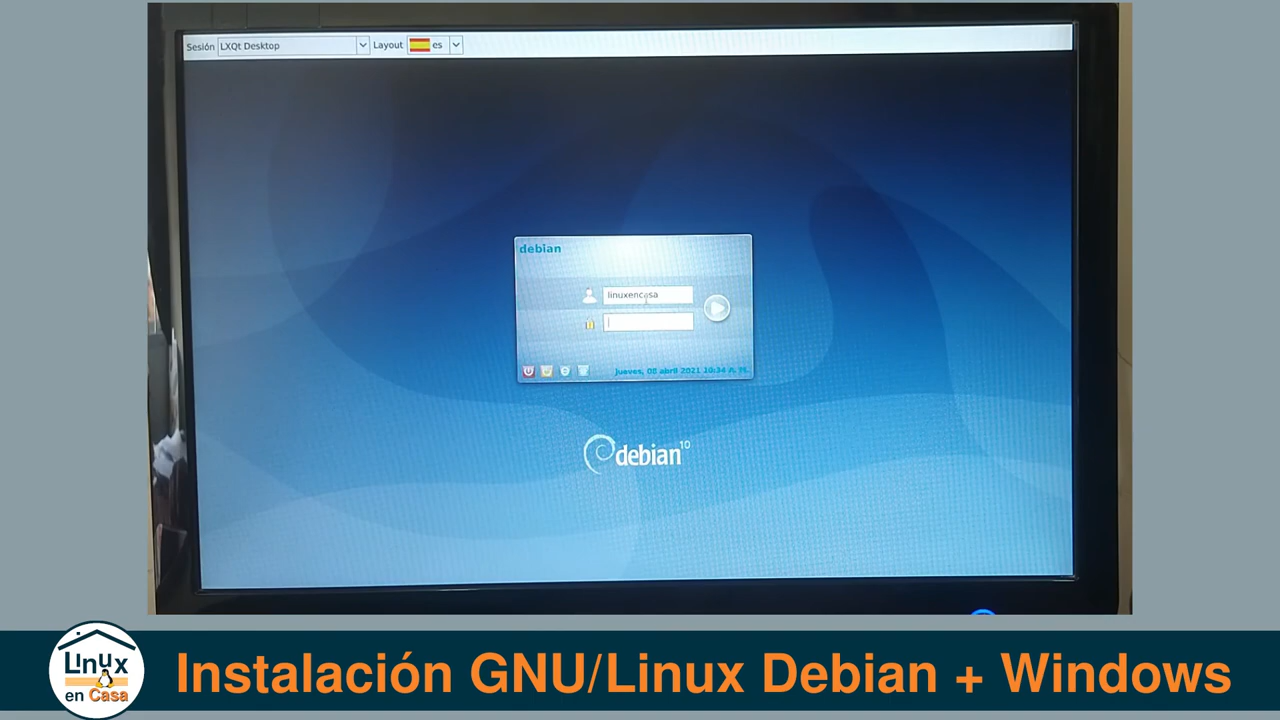 Sesión LXQt Desktop Layout es
debian
linuxencasa
Jueves, 08 abril 2021 10:34 A. M.
debian 10
Linux
en Casa
Instalación GNU/Linux Debian + Windows